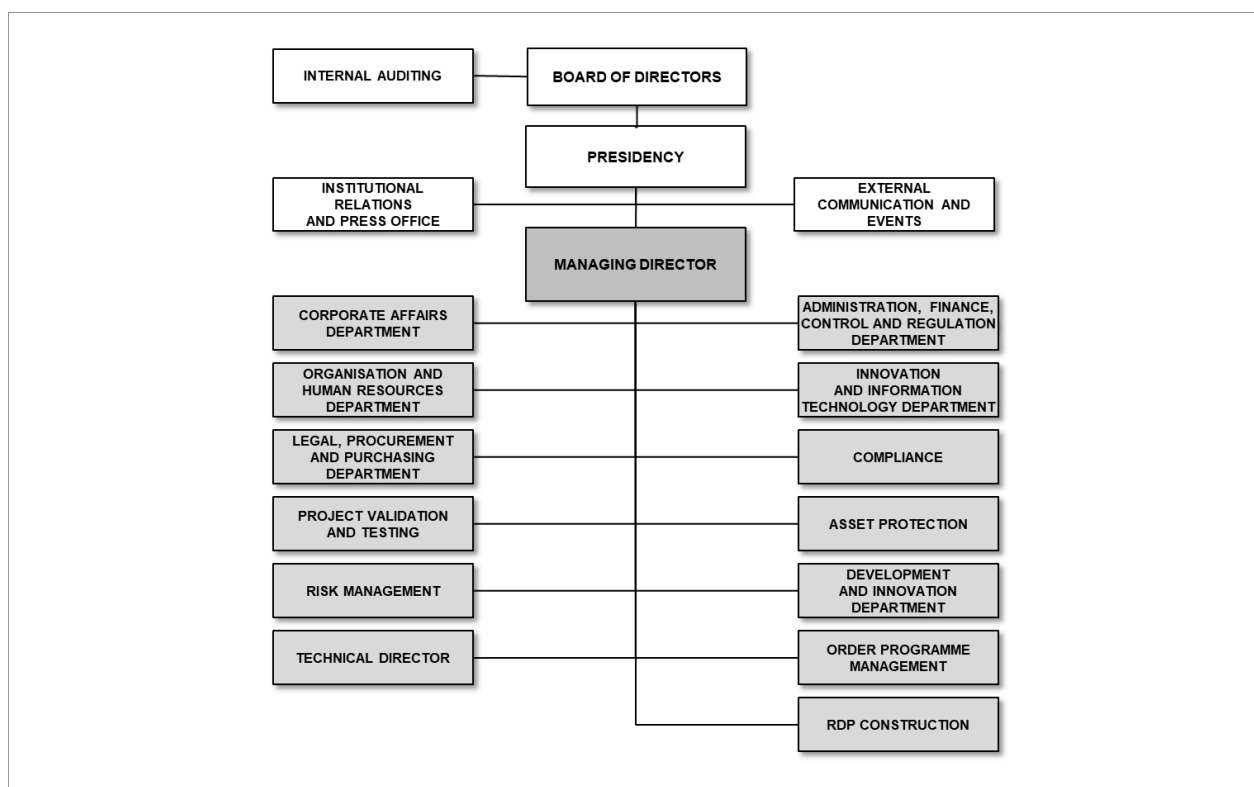 INTERNAL AUDITING
BOARD OF DIRECTORS
PRESIDENCY
INSTITUTIONAL
RELATIONS
AND PRESS OFFICE
EXTERNAL
COMMUNICATION AND
EVENTS
MANAGING DIRECTOR
CORPORATE AFFAIRS
DEPARTMENT
ADMINISTRATION, FINANCE,
CONTROL AND REGULATION
DEPARTMENT
ORGANISATION AND
HUMAN RESOURCES
DEPARTMENT
INNOVATION
AND INFORMATION
TECHNOLOGY DEPARTMENT
LEGAL, PROCUREMENT
AND PURCHASING
DEPARTMENT
COMPLIANCE
PROJECT VALIDATION
AND TESTING
ASSET PROTECTION
RISK MANAGEMENT
DEVELOPMENT
AND INNOVATION
DEPARTMENT
TECHNICAL DIRECTOR
ORDER PROGRAMME
MANAGEMENT
RDP CONSTRUCTION